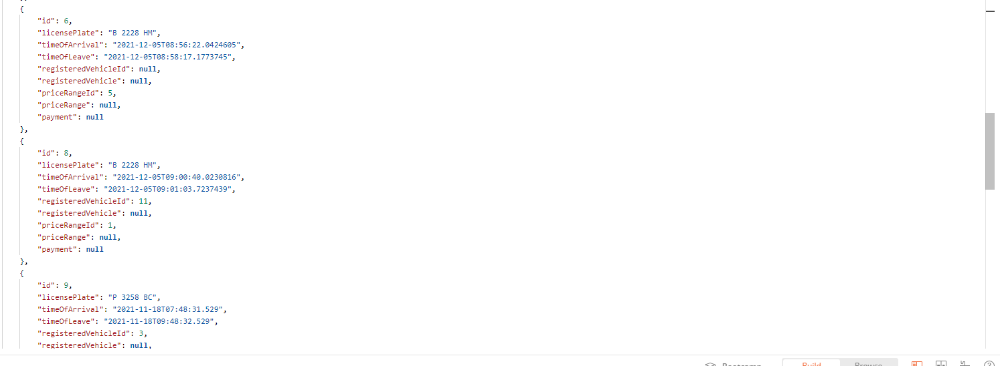 {
"id": 6,
"licensePlate": "B 2228 HM",
"timeOfArrival": "2021-12-05T08:56:22.0424605",
"timeOfLeave": "2021-12-05T08:58:17.1773745",
"registeredVehicleId": null,
"registeredVehicle": null,
"priceRangeId": 5,
"priceRange": null,
"payment": null
},
{
"id": 8,
"licensePlate": "B 2228 HM",
"timeOfArrival": "2021-12-05T09:00:40.0230816",
"timeOfLeave": "2021-12-05T09:01:03.7237439",
"registeredVehicleId": 11,
"registeredVehicle": null,
"priceRangeId": 1,
"priceRange": null,
"payment": null
},
{
"id": 9,
"licensePlate": "P 3258 BC",
"timeOfArrival": "2021-11-18T07:48:31.529",
"timeOfLeave": "2021-11-18T09:48:32.529",
"registeredVehicleId": 3,
"registeredVehicle": null,
Bootcamp Build Browse